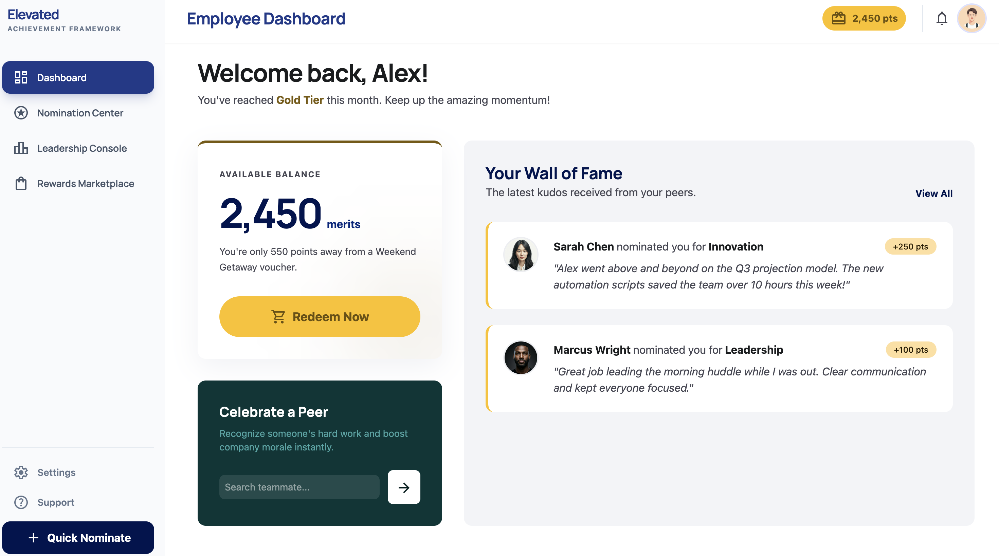 Elevated
ACHIEVEMENT FRAMEWORK
Dashboard
Nomination Center
Leadership Console
Rewards Marketplace
Settings
Support
Quick Nominate
Employee Dashboard
2,450 pts
Welcome back, Alex!
You've reached Gold Tier this month. Keep up the amazing momentum!
AVAILABLE BALANCE
2,450 merits
You're only 550 points away from a Weekend
Getaway voucher.
Redeem Now
Celebrate a Peer
Recognize someone's hard work and boost
company morale instantly.
Search teammate...
Your Wall of Fame
The latest kudos received from your peers.
View All
Sarah Chen nominated you for Innovation
+250 pts
"Alex went above and beyond on the Q3 projection model. The new
automation scripts saved the team over 10 hours this week!"
Marcus Wright nominated you for Leadership
+100 pts
"Great job leading the morning huddle while I was out. Clear communication
and kept everyone focused."